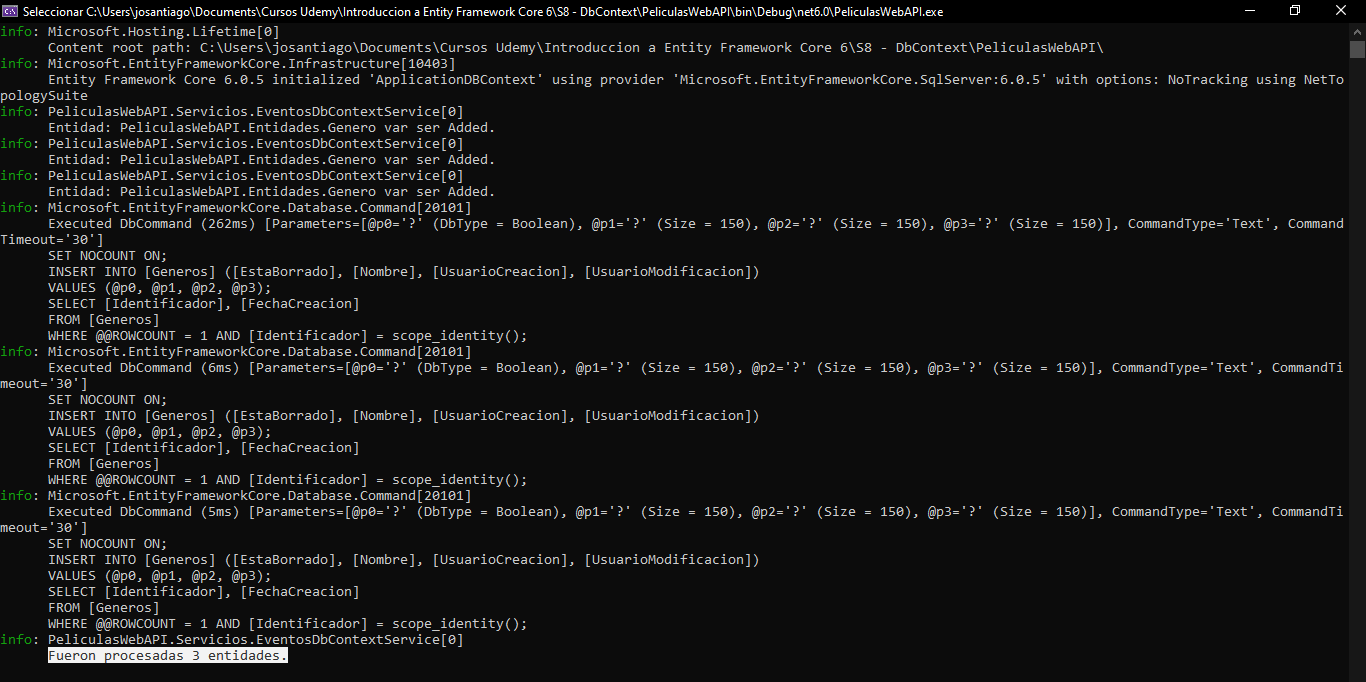 Seleccionar C:\Users\josantiago\Documents\Cursos Udemy\Introduccion a Entity Framework Core 6\S8 - DbContext\PeliculasWebAPI\bin\Debug\net6.0\PeliculasWebAPI.exe
info: Microsoft.Hosting.Lifetime[0]
      Content root path: C:\Users\josantiago\Documents\Cursos Udemy\Introduccion a Entity Framework Core 6\S8 - DbContext\PeliculasWebAPI\
info: Microsoft.EntityFrameworkCore.Infrastructure[10403]
      Entity Framework Core 6.0.5 initialized 'ApplicationDBContext' using provider 'Microsoft.EntityFrameworkCore.SqlServer:6.0.5' with options: NoTracking using NetTo
pologySuite
info: PeliculasWebAPI.Servicios.EventosDbContextService[0]
      Entidad: PeliculasWebAPI.Entidades.Genero var ser Added.
info: PeliculasWebAPI.Servicios.EventosDbContextService[0]
      Entidad: PeliculasWebAPI.Entidades.Genero var ser Added.
info: PeliculasWebAPI.Servicios.EventosDbContextService[0]
      Entidad: PeliculasWebAPI.Entidades.Genero var ser Added.
info: Microsoft.EntityFrameworkCore.Database.Command[20101]
      Executed DbCommand (262ms) [Parameters=[@p0='?' (DbType = Boolean), @p1='?' (Size = 150), @p2='?' (Size = 150), @p3='?' (Size = 150)], CommandType='Text', Command
Timeout='30']
      SET NOCOUNT ON;
      INSERT INTO [Generos] ([EstaBorrado], [Nombre], [UsuarioCreacion], [UsuarioModificacion])
      VALUES (@p0, @p1, @p2, @p3);
      SELECT [Identificador], [FechaCreacion]
      FROM [Generos]
      WHERE @@ROWCOUNT = 1 AND [Identificador] = scope_identity();
info: Microsoft.EntityFrameworkCore.Database.Command[20101]
      Executed DbCommand (6ms) [Parameters=[@p0='?' (DbType = Boolean), @p1='?' (Size = 150), @p2='?' (Size = 150), @p3='?' (Size = 150)], CommandType='Text', CommandTi
meout='30']
      SET NOCOUNT ON;
      INSERT INTO [Generos] ([EstaBorrado], [Nombre], [UsuarioCreacion], [UsuarioModificacion])
      VALUES (@p0, @p1, @p2, @p3);
      SELECT [Identificador], [FechaCreacion]
      FROM [Generos]
      WHERE @@ROWCOUNT = 1 AND [Identificador] = scope_identity();
info: Microsoft.EntityFrameworkCore.Database.Command[20101]
      Executed DbCommand (5ms) [Parameters=[@p0='?' (DbType = Boolean), @p1='?' (Size = 150), @p2='?' (Size = 150), @p3='?' (Size = 150)], CommandType='Text', CommandTi
meout='30']
      SET NOCOUNT ON;
      INSERT INTO [Generos] ([EstaBorrado], [Nombre], [UsuarioCreacion], [UsuarioModificacion])
      VALUES (@p0, @p1, @p2, @p3);
      SELECT [Identificador], [FechaCreacion]
      FROM [Generos]
      WHERE @@ROWCOUNT = 1 AND [Identificador] = scope_identity();
info: PeliculasWebAPI.Servicios.EventosDbContextService[0]
      Fueron procesadas 3 entidades.